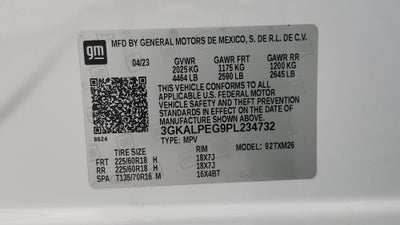 gm
MFD BY GENERAL MOTORS DE MEXICO, S. DE R.L. DE C.V.
04/23 GVWR GAWR FRT GAWR RR
2025 KG 1175 KG 1200 KG
4464 LB 2590 LB 2645 LB
THIS VEHICLE CONFORMS TO ALL APPLICABLE
U.S. FEDERAL MOTOR VEHICLE SAFETY, BUMPER, AND
THEFT PREVENTION STANDARDS IN EFFECT ON THE
DATE OF MANUFACTURE SHOWN ABOVE.
3GKALPEG9PL234732
8624 TYPE: MPV MODEL: 92TXM26
TIRE SIZE RIM
FRT 225/60R18 H 18X7J
RR 225/60R18 H 18X7J
SPA T135/70R16 M 16X4BT